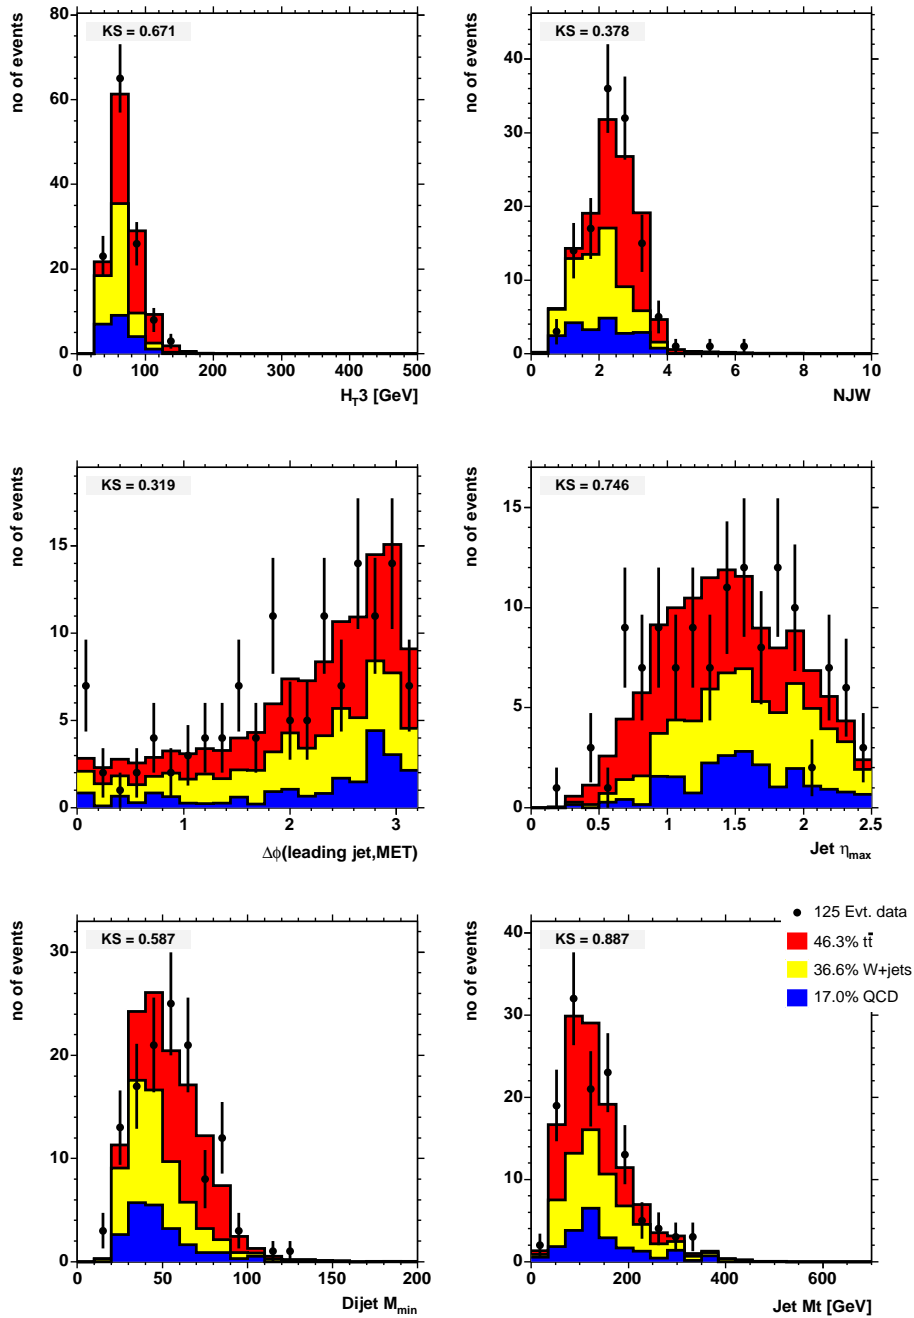 KS = 0.671
no of events
80
60
40
20
0
0 100 200 300 400 500
H_T3 [GeV]
KS = 0.378
no of events
40
30
20
10
0
0 2 4 6 8 10
NJW
KS = 0.319
no of events
15
10
5
0
0 1 2 3
Δϕ(leading jet,MET)
KS = 0.746
no of events
15
10
5
0
0 0.5 1 1.5 2 2.5
Jet η_max
KS = 0.587
no of events
30
20
10
0
0 50 100 150 200
Dijet M_min
KS = 0.887
no of events
40
30
20
10
0
0 200 400 600
Jet Mt [GeV]
125 Evt. data
46.3% tt̄
36.6% W+jets
17.0% QCD